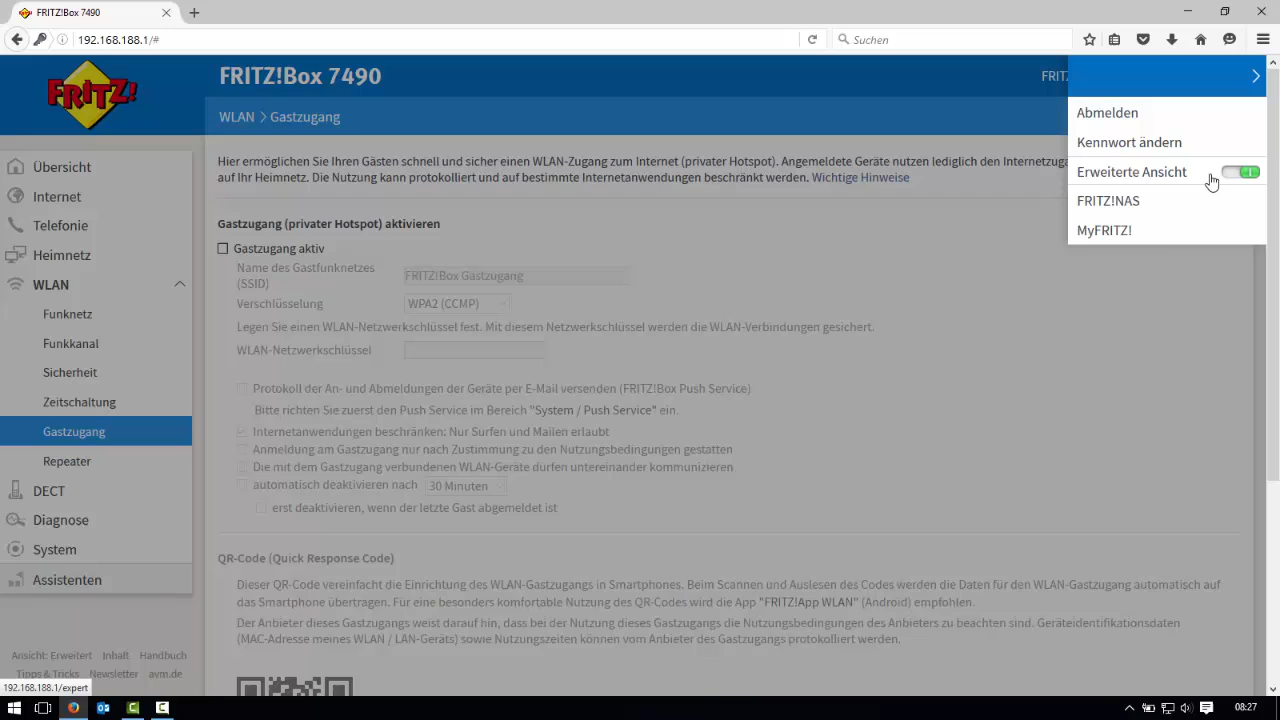 FRITZ!Box 7490
192.168.188.1/#
Suchen
FRITZ!
FRITZ!Box 7490
FRITZ
WLAN > Gastzugang
Abmelden
Kennwort ändern
Erweiterte Ansicht
FRITZ!NAS
MyFRITZ!
Übersicht
Internet
Telefonie
Heimnetz
WLAN
Funknetz
Funkkanal
Sicherheit
Zeitschaltung
Gastzugang
Repeater
DECT
Diagnose
System
Assistenten
Ansicht: Erweitert Inhalt Handbuch
Tipps & Tricks Newsletter avm.de
192.168.188.1/expert
Hier ermöglichen Sie Ihren Gästen schnell und sicher einen WLAN-Zugang zum Internet (privater Hotspot). Angemeldete Geräte nutzen lediglich den Internetzug
auf Ihr Heimnetz. Die Nutzung kann protokolliert und auf bestimmte Internetanwendungen beschränkt werden. Wichtige Hinweise
Gastzugang (privater Hotspot) aktivieren
Gastzugang aktiv
Name des Gastfunknetzes
(SSID)
FRITZ!Box Gastzugang
Verschlüsselung WPA2 (CCMP)
Legen Sie einen WLAN-Netzwerkschlüssel fest. Mit diesem Netzwerkschlüssel werden die WLAN-Verbindungen gesichert.
WLAN-Netzwerkschlüssel
Protokoll der An- und Abmeldungen der Geräte per E-Mail versenden (FRITZ!Box Push Service)
Bitte richten Sie zuerst den Push Service im Bereich "System / Push Service" ein.
Internetanwendungen beschränken: Nur Surfen und Mailen erlaubt
Anmeldung am Gastzugang nur nach Zustimmung zu den Nutzungsbedingungen gestatten
Die mit dem Gastzugang verbundenen WLAN-Geräte dürfen untereinander kommunizieren
automatisch deaktivieren nach 30 Minuten
erst deaktivieren, wenn der letzte Gast abgemeldet ist
QR-Code (Quick Response Code)
Dieser QR-Code vereinfacht die Einrichtung des WLAN-Gastzugangs in Smartphones. Beim Scannen und Auslesen des Codes werden die Daten für den WLAN-Gastzugang automatisch auf
das Smartphone übertragen. Für eine besonders komfortable Nutzung des QR-Codes wird die App "FRITZ!App WLAN" (Android) empfohlen.
Der Anbieter dieses Gastzugangs weist darauf hin, dass bei der Nutzung dieses Gastzugangs die Nutzungsbedingungen des Anbieters zu beachten sind. Geräteidentifikationsdaten
(MAC-Adresse meines WLAN / LAN-Geräts) sowie Nutzungszeiten können vom Anbieter des Gastzugangs protokolliert werden.
08:27